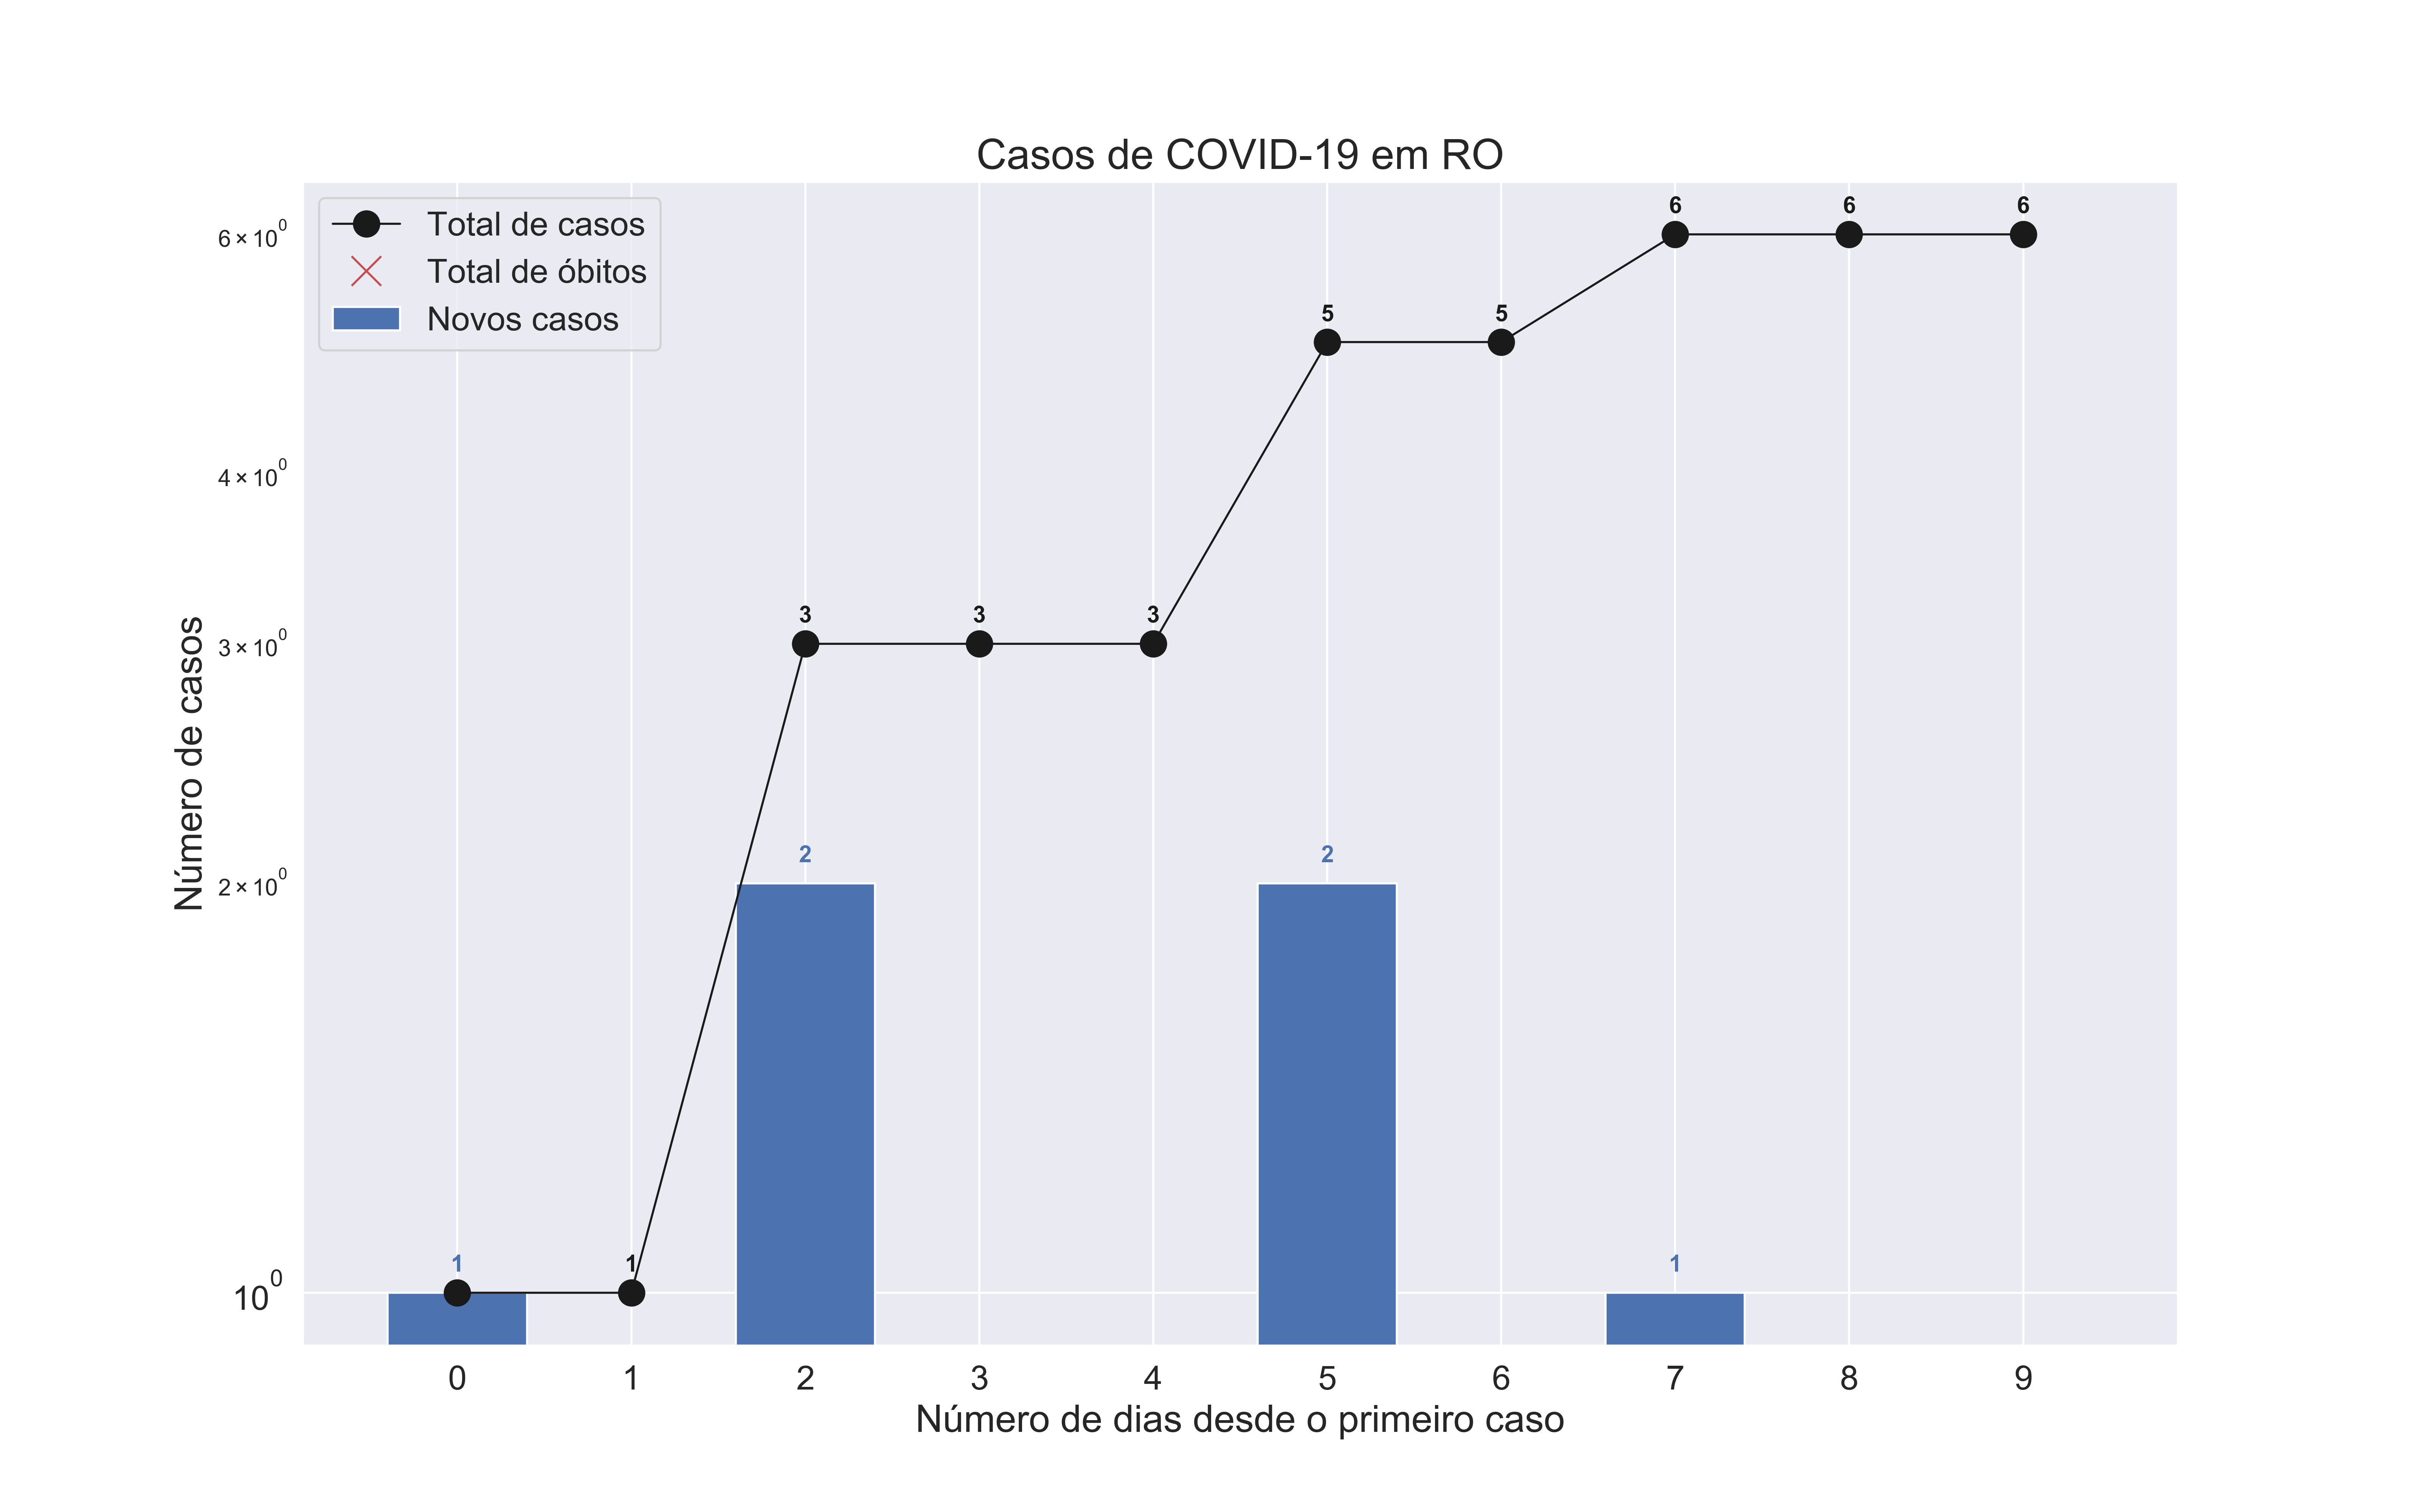 Casos de COVID-19 em RO
Total de casos
Total de óbitos
Novos casos
6 × 10⁰
4 × 10⁰
3 × 10⁰
2 × 10⁰
10⁰
Número de casos
6 6 6
5 5
3 3 3
2 2
1 1 1
0 1 2 3 4 5 6 7 8 9
Número de dias desde o primeiro caso